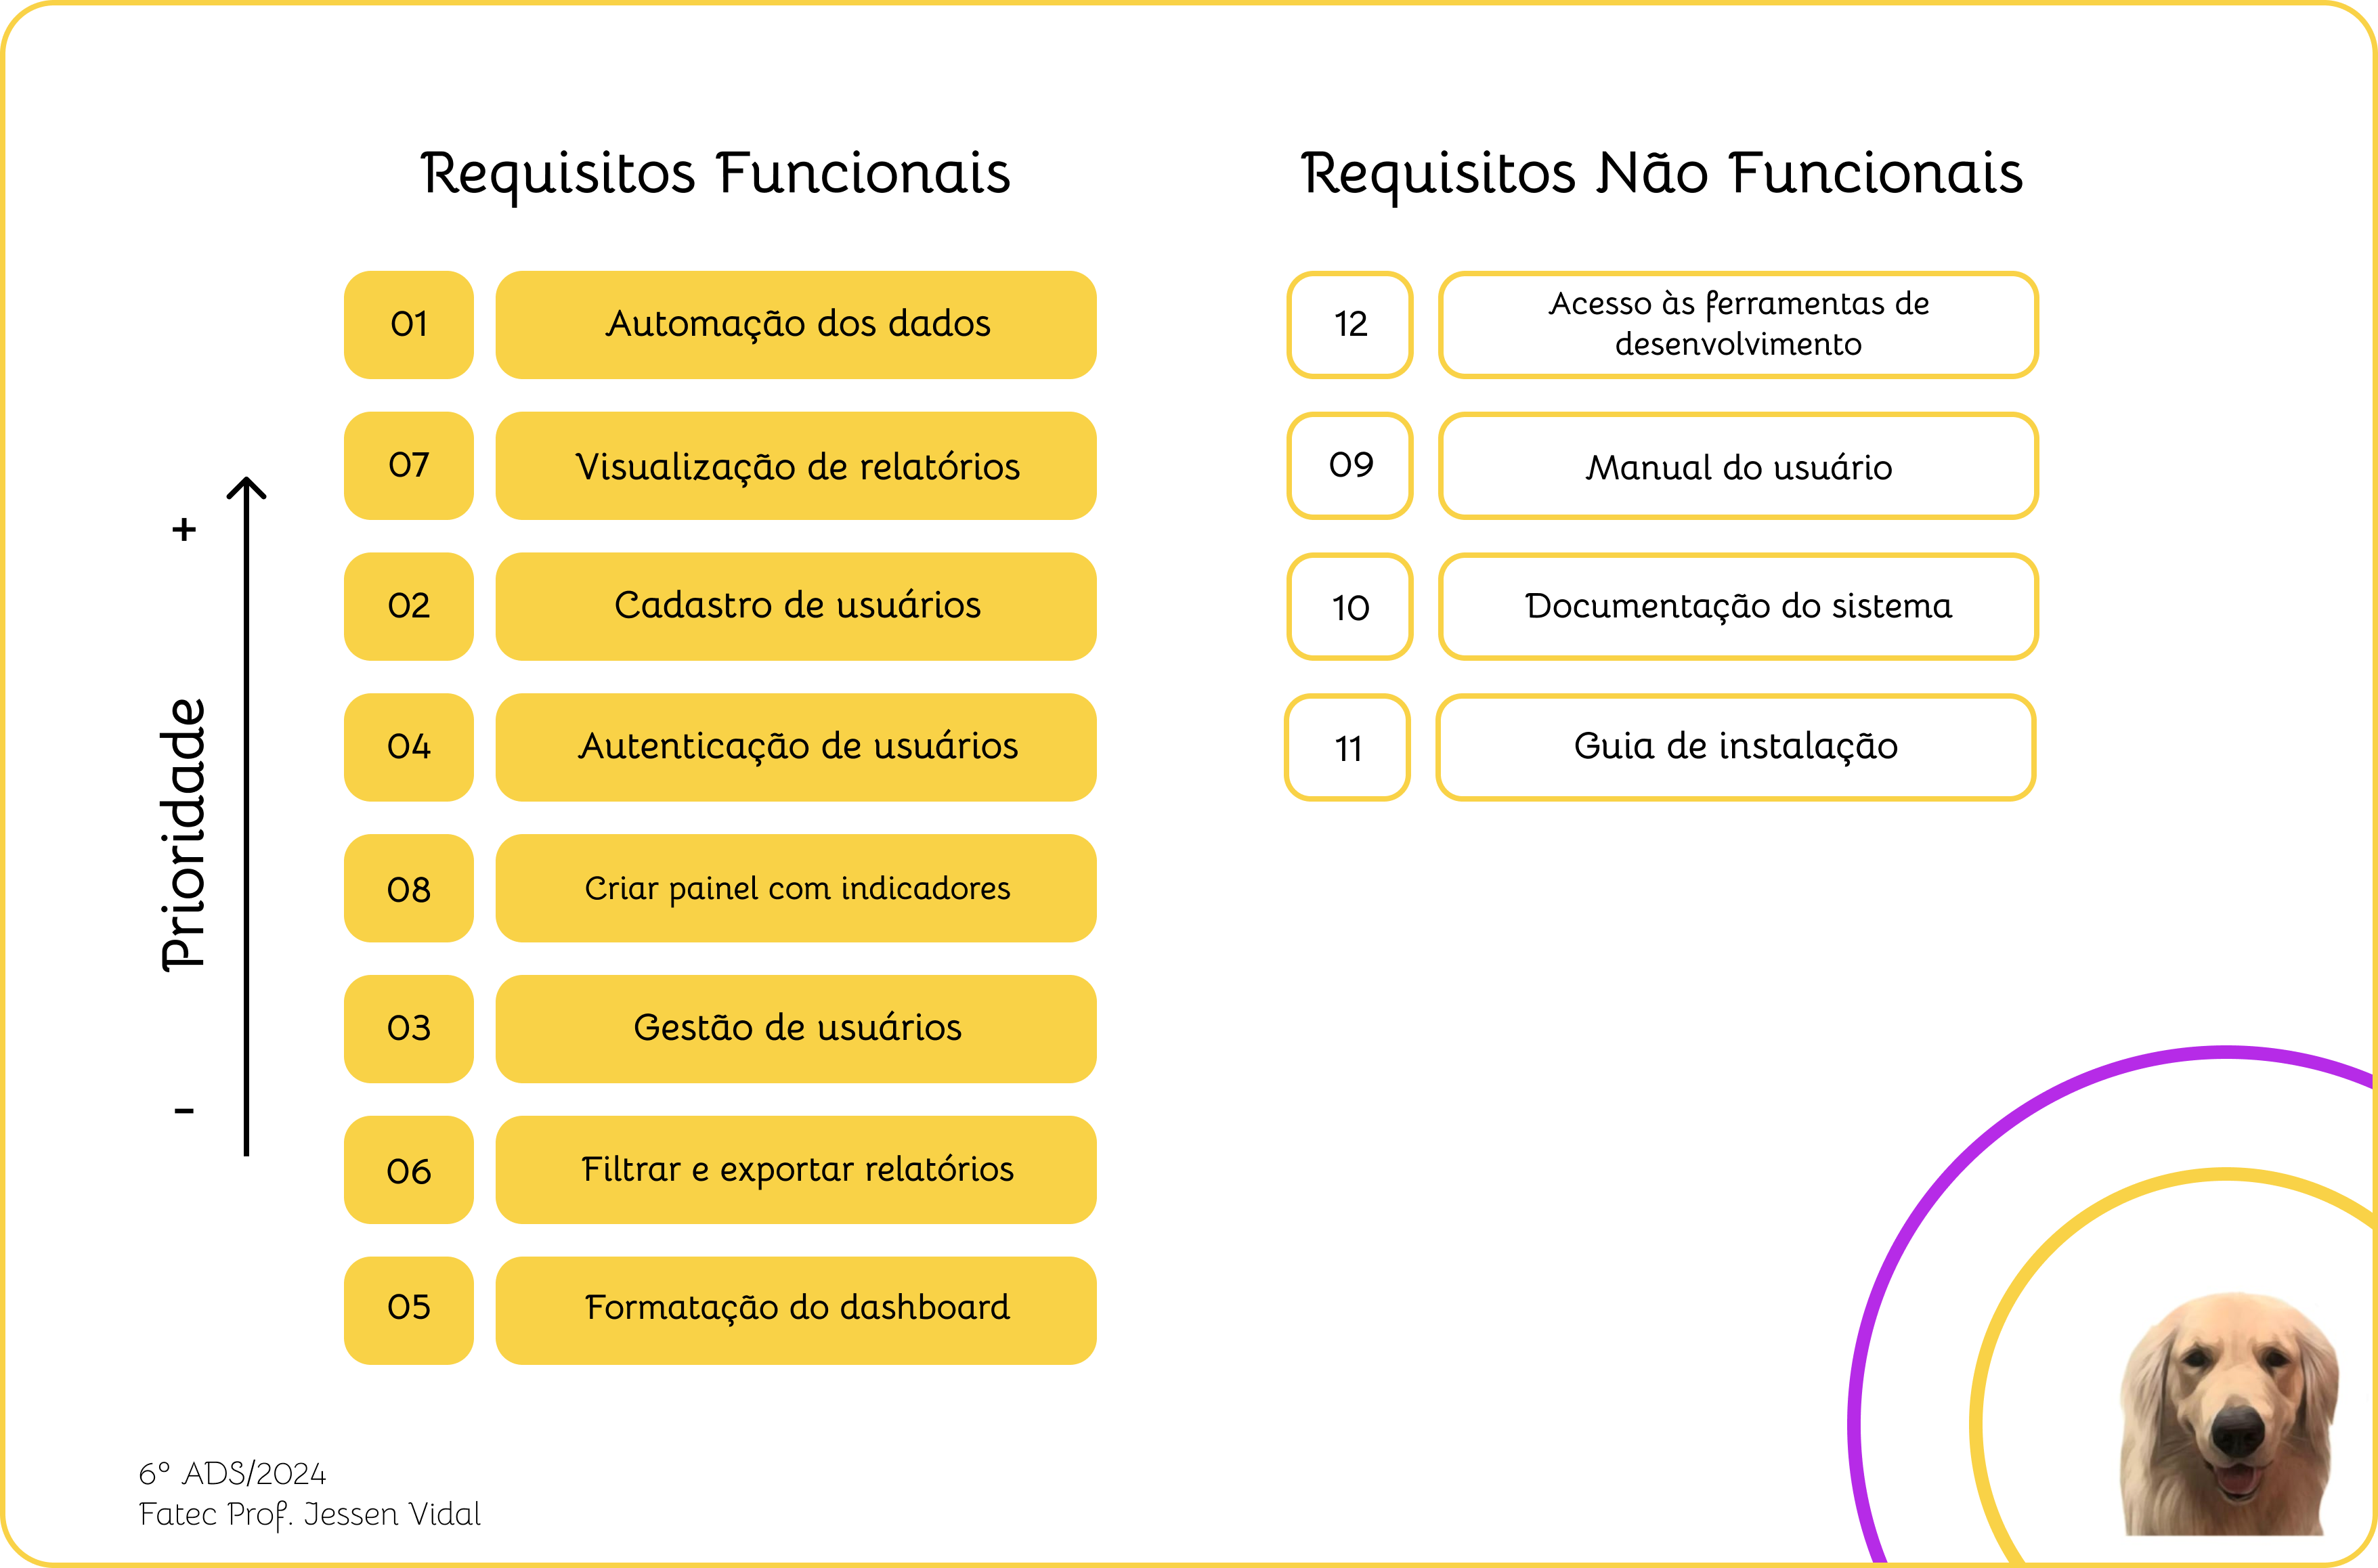 Requisitos Funcionais
01 Automação dos dados
07 Visualização de relatórios
02 Cadastro de usuários
04 Autenticação de usuários
08 Criar painel com indicadores
03 Gestão de usuários
06 Filtrar e exportar relatórios
05 Formatação do dashboard
+
Prioridade
-
Requisitos Não Funcionais
12 Acesso às ferramentas de
desenvolvimento
09 Manual do usuário
10 Documentação do sistema
11 Guia de instalação
6º ADS/2024
Fatec Prof. Jessen Vidal